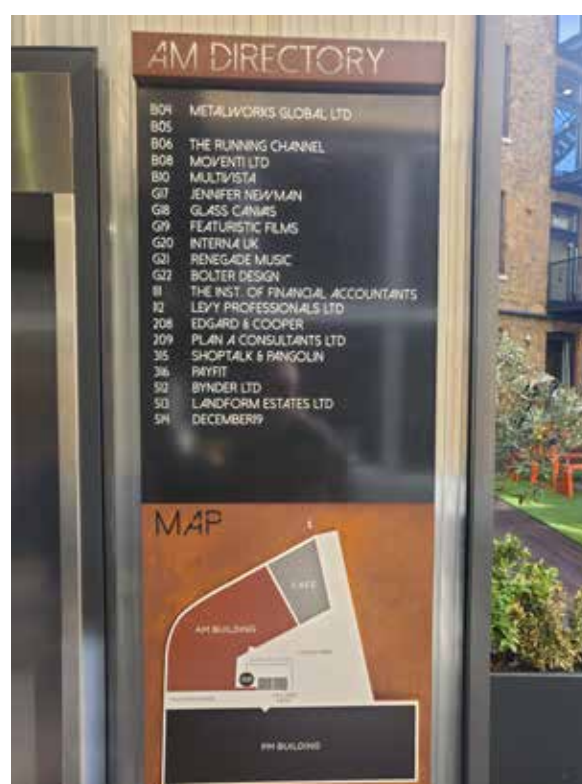 AM DIRECTORY
B04 METALWORKS GLOBAL LTD
B05
B06 THE RUNNING CHANNEL
B08 MOVENTI LTD
B10 MULTIVISTA
G17 JENNIFER NEWMAN
G18 GLASS CANVAS
G19 FEATURISTIC FILMS
G20 INTERNA UK
G21 RENEGADE MUSIC
G22 BOLTER DESIGN
111 THE INST. OF FINANCIAL ACCOUNTANTS
112 LEVY PROFESSIONALS LTD
208 EDGARD & COOPER
209 PLAN A CONSULTANTS LTD
315 SHOPTALK & PANGOLIN
316 PAYFIT
512 BYNDER LTD
513 LANDFORM ESTATES LTD
514 DECEMBER19
MAP
CAFE
AM BUILDING
PM BUILDING